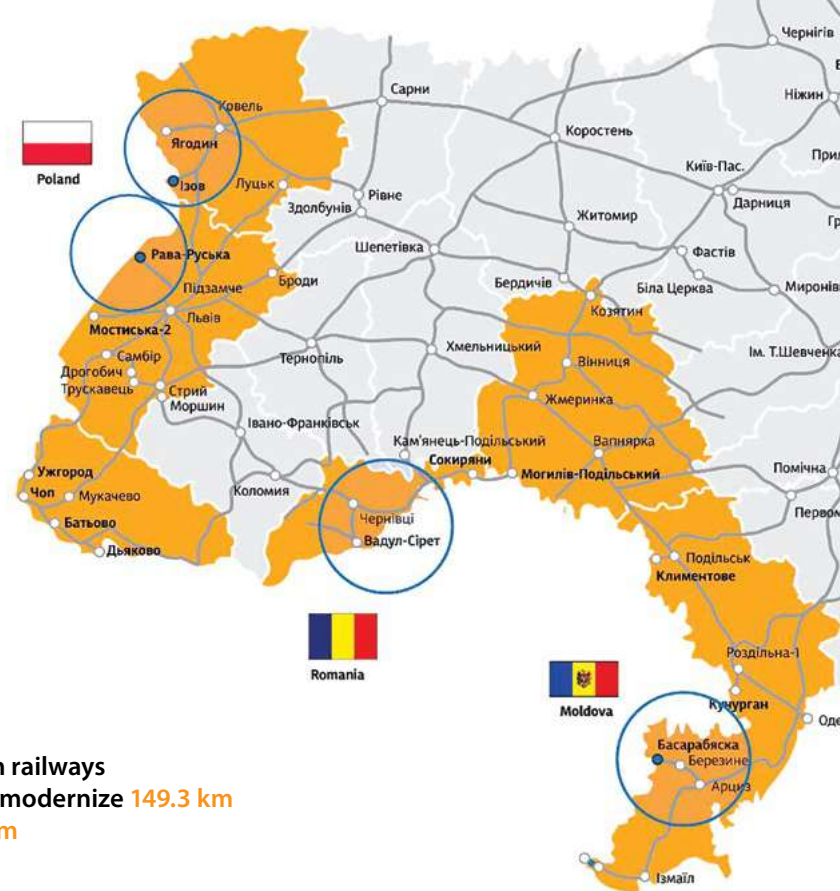 Чернігів
Ніжин
Сарни
Ковель
Коростень
Ягодин
Poland
Київ-Пас.
Ізов
Луцьк
Рівне
Дарниця
Здолбунів
Житомир
Шепетівка
Фастів
Рава-Руська
Броди
Бердичів
Біла Церква
Підзамче
Козятин
Львів
Мостиська-2
Самбір
Тернопіль
Хмельницький
Вінниця
Дрогобич
Трускавець
Стрий
Моршин
Жмеринка
Івано-Франківськ
Кам'янець-Подільський
Вапнярка
Сокиряни
Могилів-Подільський
Помічна
Ужгород
Чоп
Мукачево
Коломия
Чернівці
Батьово
Вадул-Сірет
Дьяково
Подільськ
Климентове
Romania
Роздільна-1
Moldova
Кучурган
Басарабяска
Березине
Арциз
railways
modernize 149.3 km
Ізмаїл